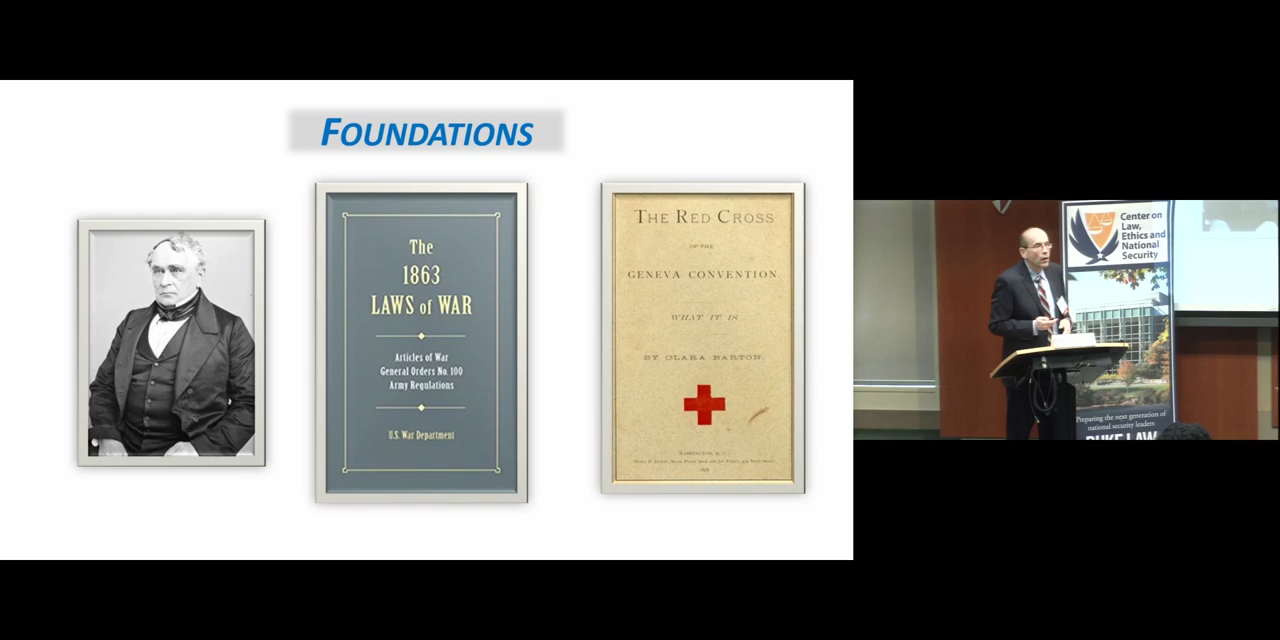 FOUNDATIONS
The
1863
LAWS of WAR
Articles of War
General Orders No. 100
Army Regulations
U.S. War Department
THE RED CROSS
OF THE
GENEVA CONVENTION.
WHAT IT IS.
BY CLARA BARTON.
WASHINGTON, D. C.:
1878
Center on
Law,
Ethics and
National
Security
Preparing the next generation of
national security leaders
DUKE LAW